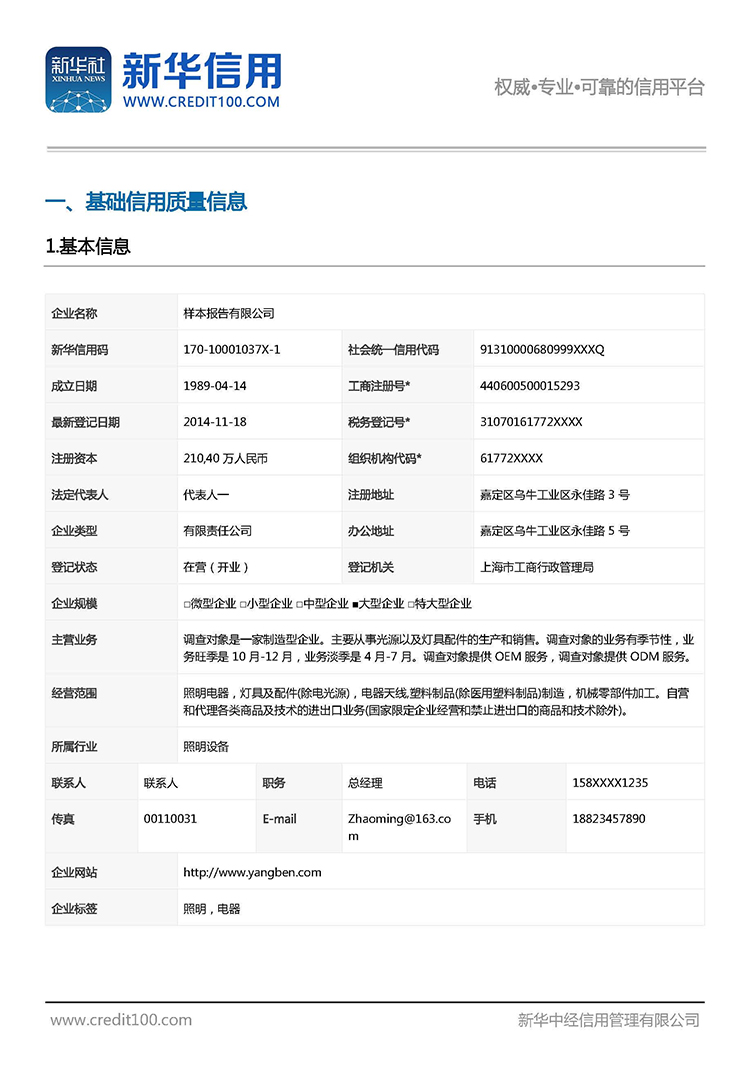 新华社
XINHUA NEWS
新华信用
WWW.CREDIT100.COM
权威•专业•可靠的信用平台
一、基础信用质量信息
1.基本信息
企业名称 样本报告有限公司
新华信用码 170-10001037X-1 社会统一信用代码 91310000680999XXXQ
成立日期 1989-04-14 工商注册号* 440600500015293
最新登记日期 2014-11-18 税务登记号* 31070161772XXXX
注册资本 210,40 万人民币 组织机构代码* 61772XXXX
法定代表人 代表人一 注册地址 嘉定区乌牛工业区永佳路 3 号
企业类型 有限责任公司 办公地址 嘉定区乌牛工业区永佳路 5 号
登记状态 在营（开业） 登记机关 上海市工商行政管理局
企业规模 □微型企业 □小型企业 □中型企业 ■大型企业 □特大型企业
主营业务 调查对象是一家制造型企业。主要从事光源以及灯具配件的生产和销售。调查对象的业务有季节性，业
务旺季是 10 月-12 月，业务淡季是 4 月-7 月。调查对象提供 OEM 服务，调查对象提供 ODM 服务。
经营范围 照明电器，灯具及配件(除电光源)，电器天线,塑料制品(除医用塑料制品)制造，机械零部件加工。自营
和代理各类商品及技术的进出口业务(国家限定企业经营和禁止进出口的商品和技术除外)。
所属行业 照明设备
联系人 联系人 职务 总经理 电话 158XXXX1235
传真 00110031 E-mail Zhaoming@163.co 手机 18823457890
m
企业网站 http://www.yangben.com
企业标签 照明，电器
www.credit100.com 新华中经信用管理有限公司